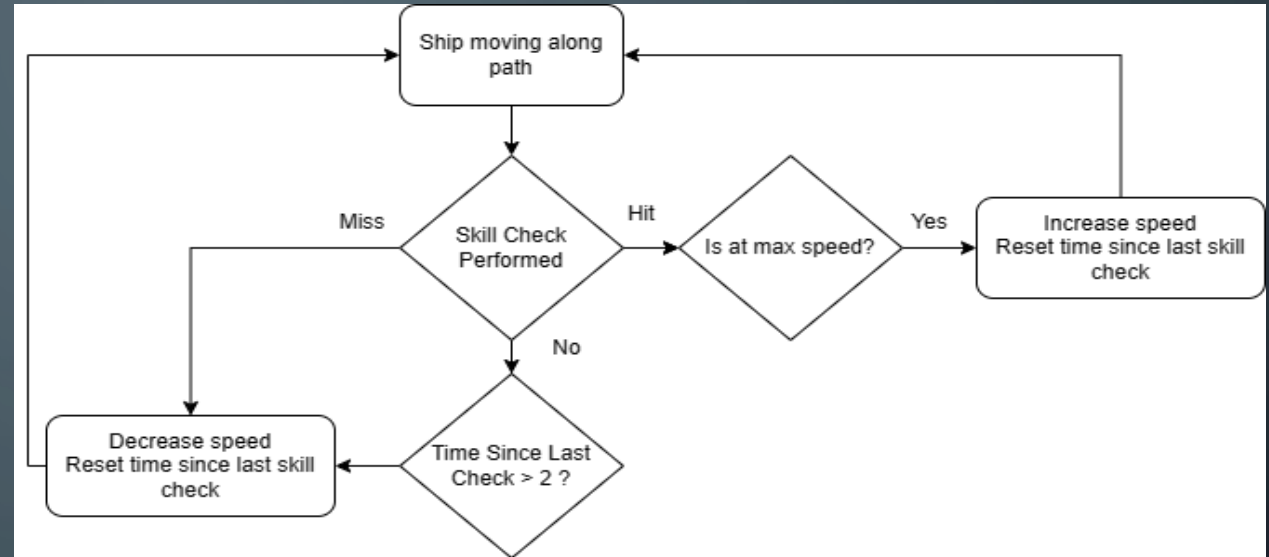 Ship moving along
path
Miss
Skill Check
Performed
Hit
Is at max speed?
Yes
Increase speed
Reset time since last skill
check
No
Decrease speed
Reset time since last skill
check
Time Since Last
Check > 2 ?